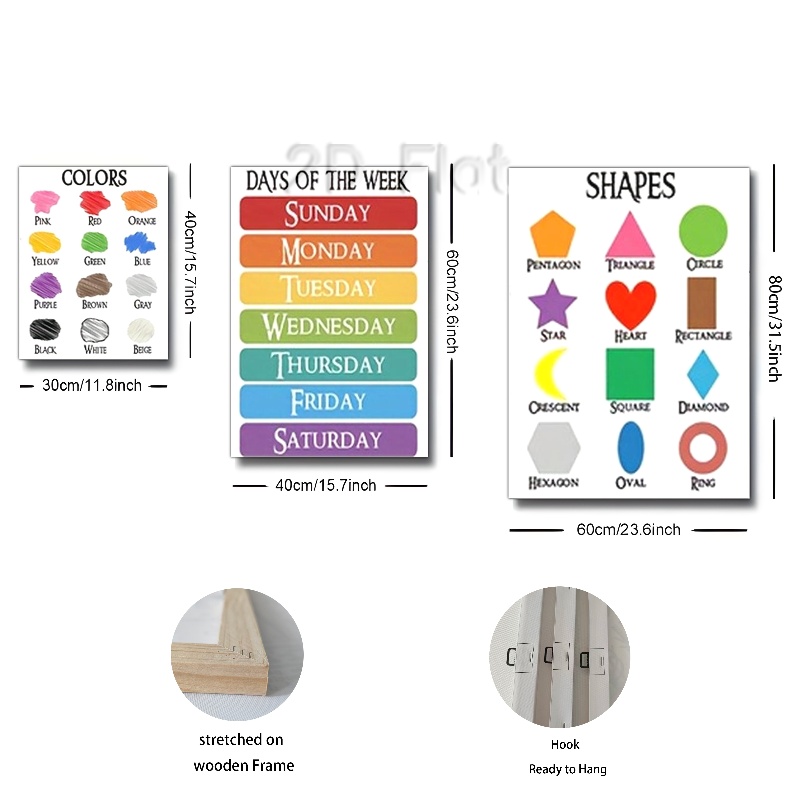 2D Flat
COLORS
PINK RED ORANGE
YELLOW GREEN BLUE
PURPLE BROWN GRAY
BLACK WHITE BEIGE
40cm/15.7inch
30cm/11.8inch
DAYS OF THE WEEK
SUNDAY
MONDAY
TUESDAY
WEDNESDAY
THURSDAY
FRIDAY
SATURDAY
60cm/23.6inch
40cm/15.7inch
SHAPES
PENTAGON TRIANGLE CIRCLE
STAR HEART RECTANGLE
CRESCENT SQUARE DIAMOND
HEXAGON OVAL RING
80cm/31.5inch
60cm/23.6inch
stretched on
wooden Frame
Hook
Ready to Hang